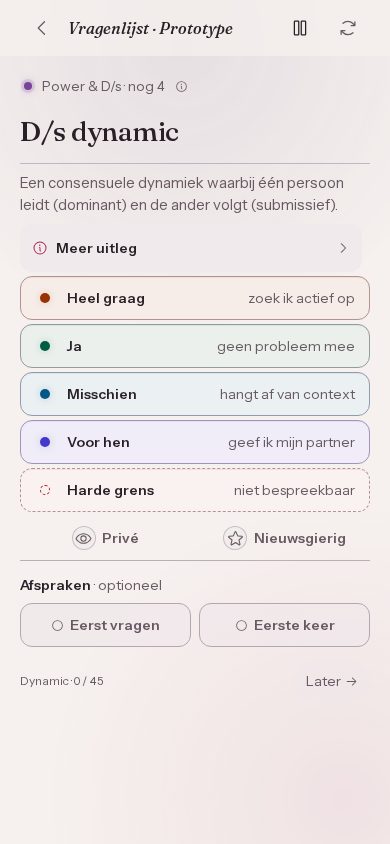 Vragenlijst · Prototype
Power & D/s · nog 4
D/s dynamic
Een consensuele dynamiek waarbij één persoon
leidt (dominant) en de ander volgt (submissief).
Meer uitleg
Heel graag zoek ik actief op
Ja geen probleem mee
Misschien hangt af van context
Voor hen geef ik mijn partner
Harde grens niet bespreekbaar
Privé Nieuwsgierig
Afspraken · optioneel
Eerst vragen Eerste keer
Dynamic · 0 / 45 Later →